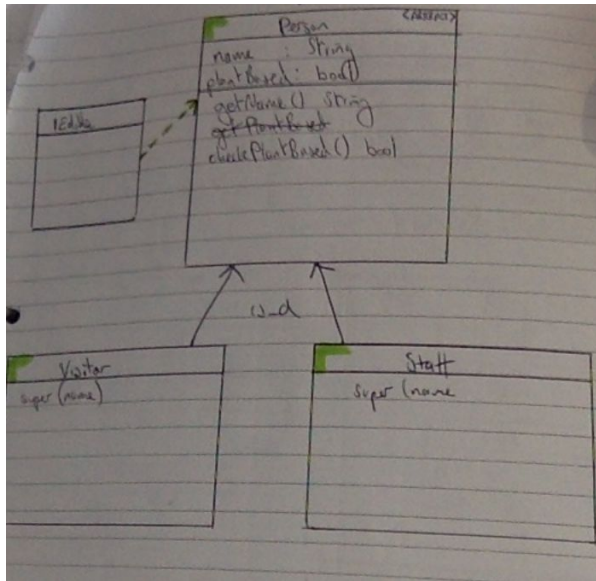 Person <Abstract>
name : String
plantBased : bool
getName() String
getPlantBased
checkPlantBased() bool
IEdible
is_a
Visitor
super (name)
Staff
super (name